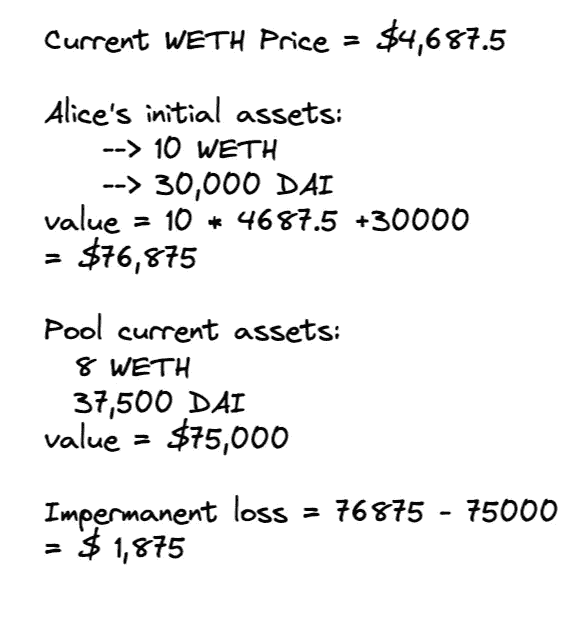 Current WETH Price = $4,687.5
Alice's initial assets:
--> 10 WETH
--> 30,000 DAI
value = 10 * 4687.5 +30000
= $76,875
Pool current assets:
8 WETH
37,500 DAI
value = $75,000
Impermanent loss = 76875 - 75000
= $ 1,875